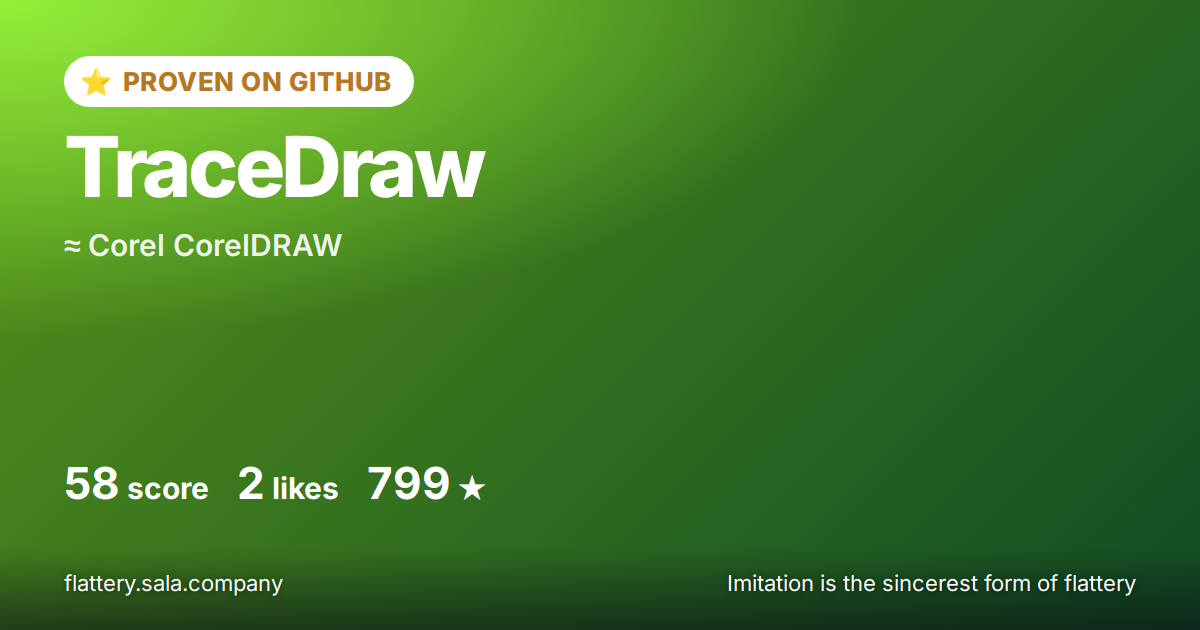 ⭐ PROVEN ON GITHUB
TraceDraw
≈ Corel CorelDRAW
58 score 2 likes 799 ★
flattery.sala.company
Imitation is the sincerest form of flattery